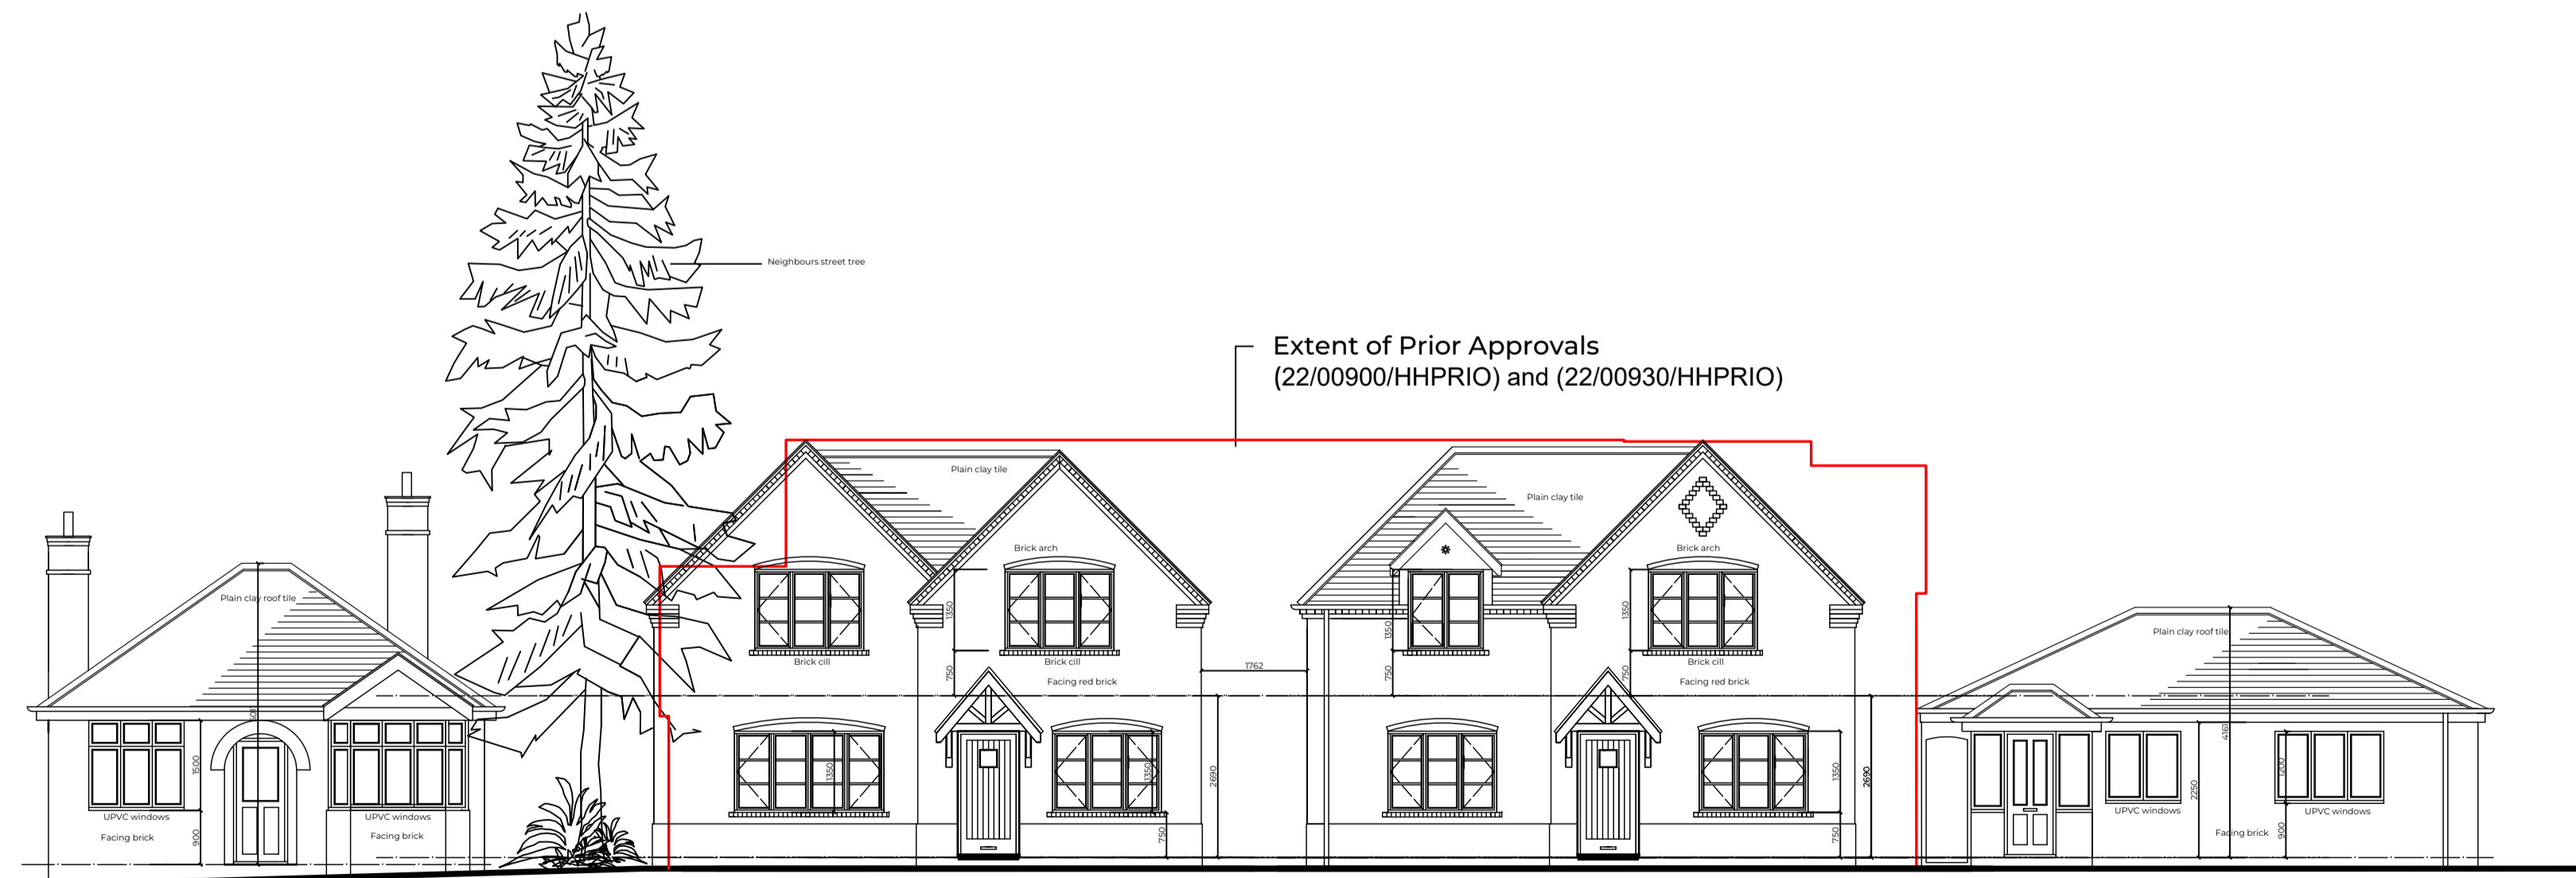 Neighbours street tree
Extent of Prior Approvals
(22/00900/HHPRIO) and (22/00930/HHPRIO)
Plain clay tile
Plain clay tile
Brick arch
Brick arch
Plain clay roof tile
Plain clay roof tile
1350
1350
1350
Brick cill
Brick cill
Brick cill
750
750
750
1762
Facing red brick
Facing red brick
1500
1350
1350
2690
1350
2690
4161
2250
1200
UPVC windows
UPVC windows
UPVC windows
UPVC windows
Facing brick
Facing brick
Facing brick
900
750
750
900